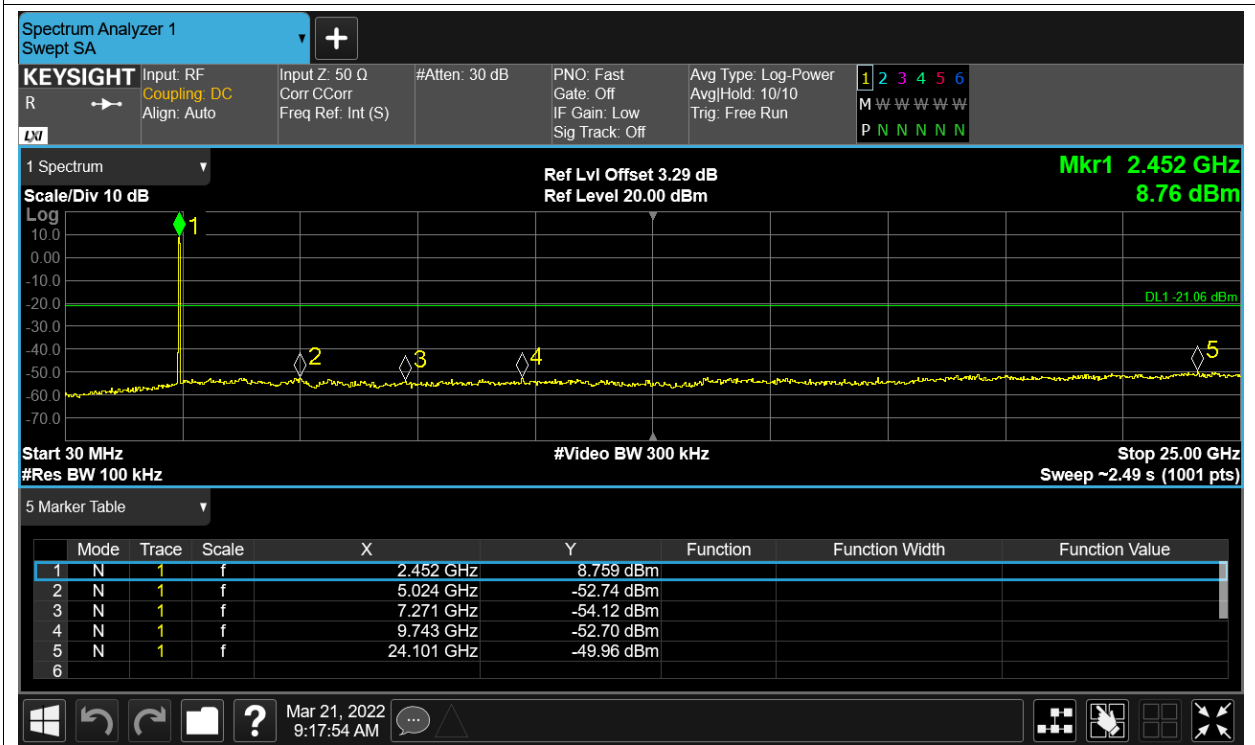 Spectrum Analyzer 1
Swept SA
+
KEYSIGHT Input: RF Input Z: 50 Ω #Atten: 30 dB PNO: Fast Avg Type: Log-Power 1 2 3 4 5 6
R Coupling: DC Corr CCorr Gate: Off Avg|Hold: 10/10 M W W W W W W
Align: Auto Freq Ref: Int (S) IF Gain: Low Trig: Free Run
LXI Sig Track: Off P N N N N N N
1 Spectrum Ref Lvl Offset 3.29 dB Mkr1 2.452 GHz
Scale/Div 10 dB Ref Level 20.00 dBm 8.76 dBm
Log
1
10.0
0.00
-10.0
-20.0 DL1 -21.06 dBm
-30.0
-40.0
2 3 4 5
-50.0
-60.0
-70.0
Start 30 MHz #Video BW 300 kHz Stop 25.00 GHz
#Res BW 100 kHz Sweep ~2.49 s (1001 pts)
5 Marker Table
Mode Trace Scale X Y Function Function Width Function Value
1 N 1 f 2.452 GHz 8.759 dBm
2 N 1 f 5.024 GHz -52.74 dBm
3 N 1 f 7.271 GHz -54.12 dBm
4 N 1 f 9.743 GHz -52.70 dBm
5 N 1 f 24.101 GHz -49.96 dBm
6
? Mar 21, 2022
9:17:54 AM